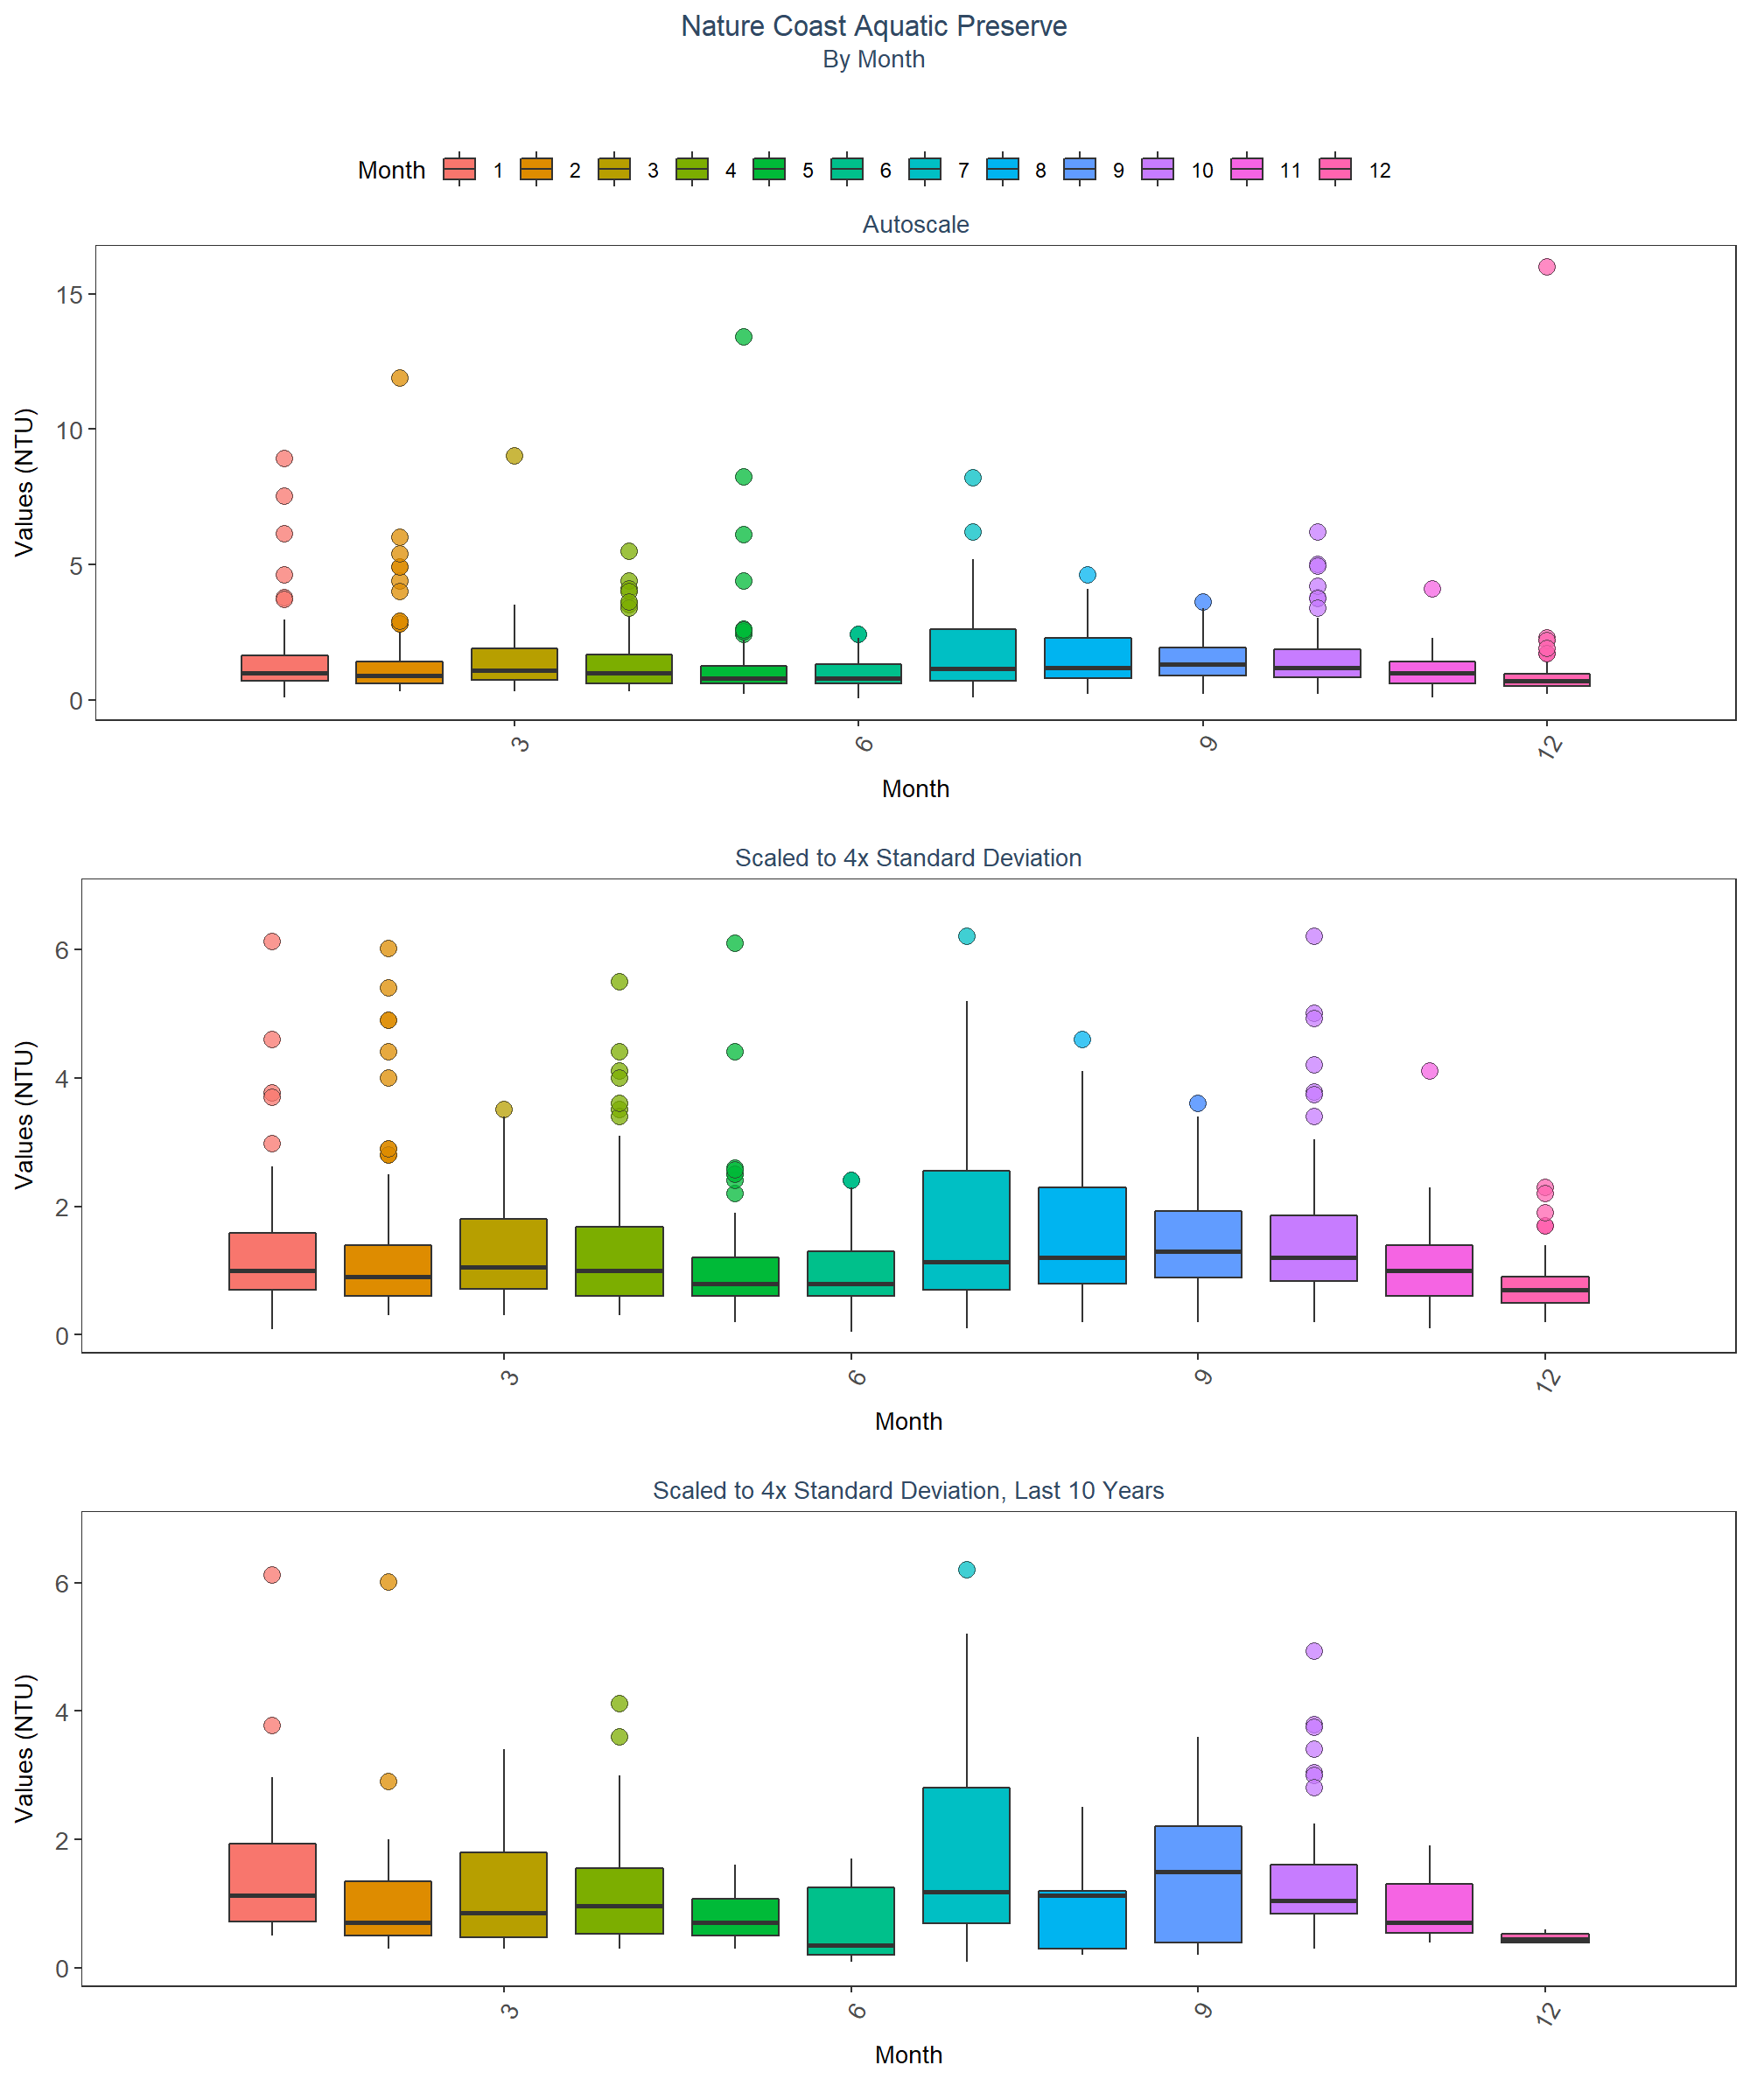 Nature Coast Aquatic Preserve
By Month
Month 1 2 3 4 5 6 7 8 9 10 11 12
Autoscale
Values (NTU)
15
10
5
0
3 6 9 12
Month
Scaled to 4x Standard Deviation
Values (NTU)
6
4
2
0
3 6 9 12
Month
Scaled to 4x Standard Deviation, Last 10 Years
Values (NTU)
6
4
2
0
3 6 9 12
Month